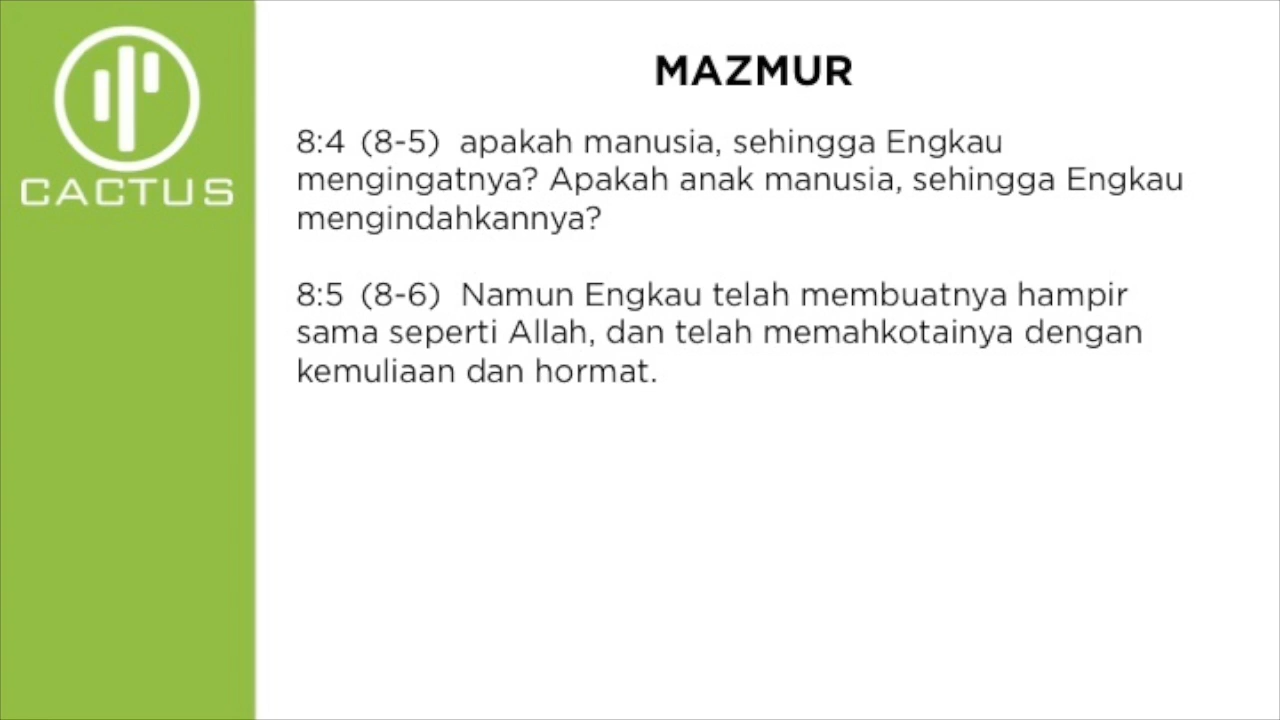 CACTUS
MAZMUR
8:4 (8-5) apakah manusia, sehingga Engkau
mengingatnya? Apakah anak manusia, sehingga Engkau
mengindahkannya?
8:5 (8-6) Namun Engkau telah membuatnya hampir
sama seperti Allah, dan telah memahkotainya dengan
kemuliaan dan hormat.